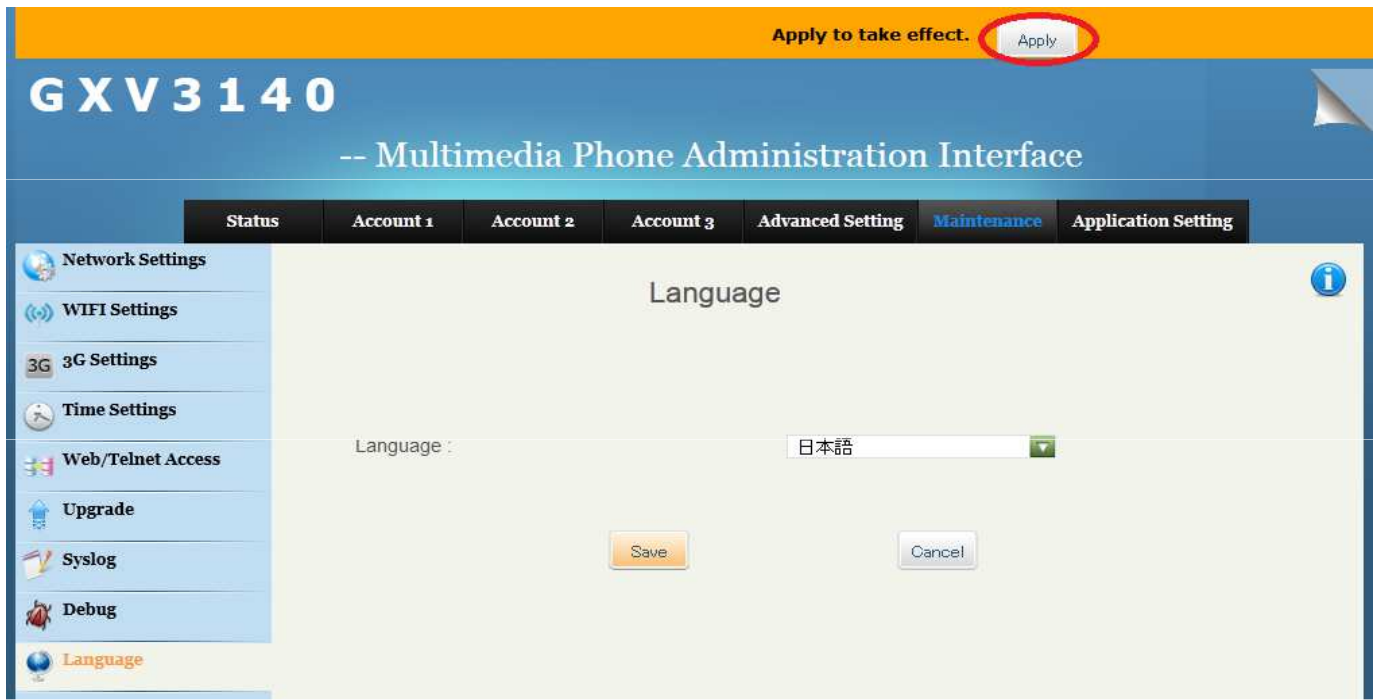 Apply to take effect. Apply
GXV3140
-- Multimedia Phone Administration Interface
Status Account 1 Account 2 Account 3 Advanced Setting Maintenance Application Setting
Network Settings
Language
WIFI Settings
3G 3G Settings
Time Settings
Language : 日本語
Web/Telnet Access
Upgrade
Save Cancel
Syslog
Debug
Language